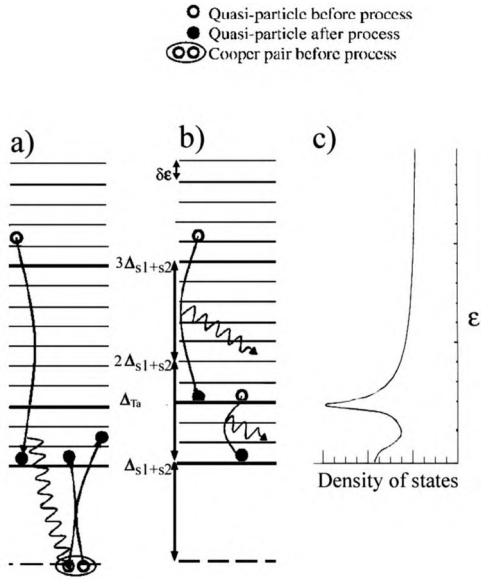 Quasi-particle before process
Quasi-particle after process
Cooper pair before process
a)
b)
c)
δε
3Δs1+s2
2Δs1+s2
ΔTa
Δs1+s2
ε
Density of states